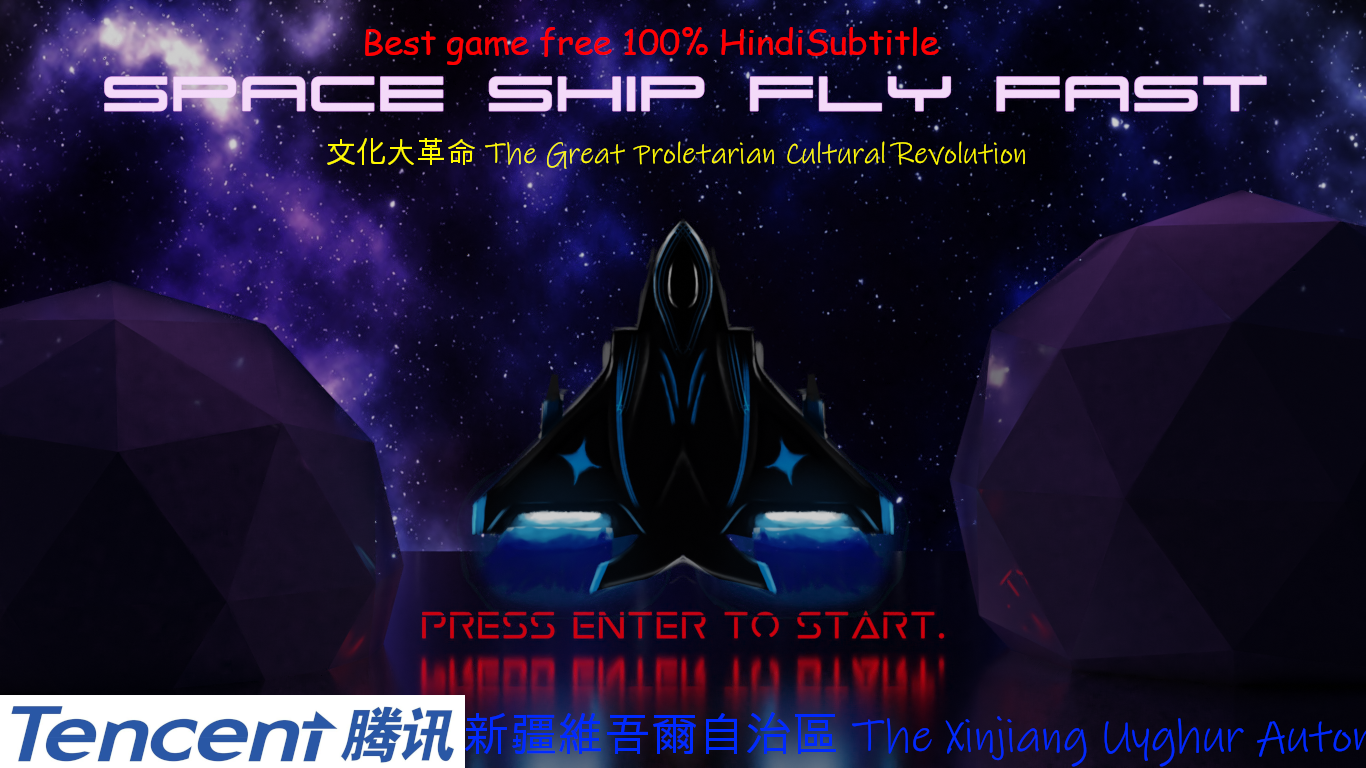 Best game free 100% HindiSubtitle
SPACE SHIP FLY FAST
文化大革命 The Great Proletarian Cultural Revolution
PRESS ENTER TO START.
Tencent 腾讯
新疆維吾爾自治區 The Xinjiang Uyghur Auton